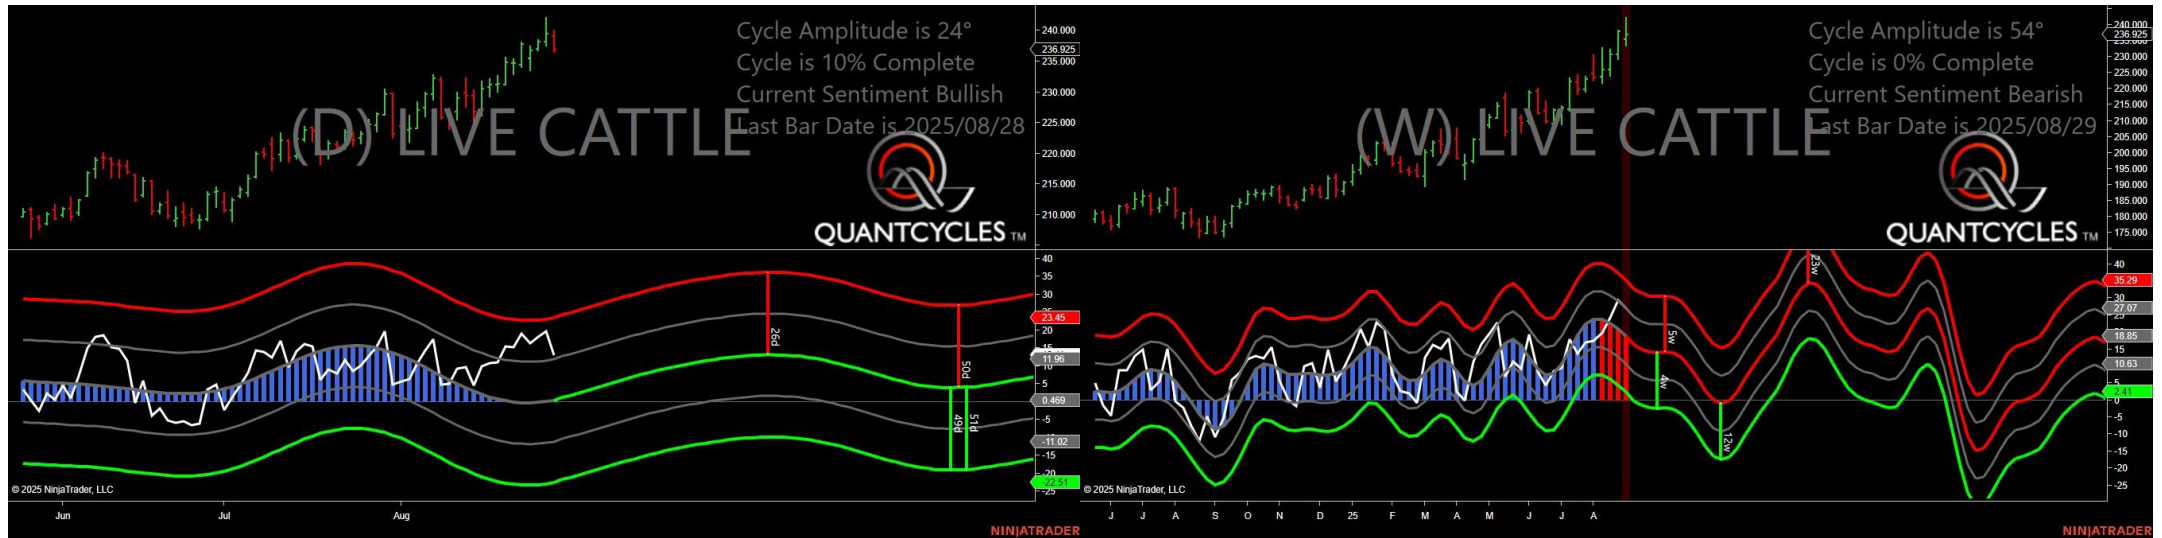 Cycle Amplitude is 24°
Cycle is 10% Complete
Current Sentiment Bullish
Last Bar Date is 2025/08/28
(D) LIVE CATTLE
QUANTCYCLES TM
240.000
236.925
235.000
230.000
225.000
220.000
215.000
210.000
40
35
30
23.45
20
15
11.96
10
5
0.469
-5
-11.02
-15
-20
-22.51
-25
26d
50d
49d
51d
© 2025 NinjaTrader, LLC
Jun Jul Aug
NINJATRADER
Cycle Amplitude is 54°
Cycle is 0% Complete
Current Sentiment Bearish
Last Bar Date is 2025/08/29
(W) LIVE CATTLE
QUANTCYCLES TM
240.000
236.925
235.000
230.000
225.000
220.000
215.000
210.000
205.000
200.000
195.000
190.000
185.000
180.000
175.000
40
35.29
30
27.07
25
18.85
15
10.63
5
2.41
0
-5
-10
-15
-20
-25
23w
5w
4w
12w
© 2025 NinjaTrader, LLC
J J A S O N D 25 F M A M J J A
NINJATRADER